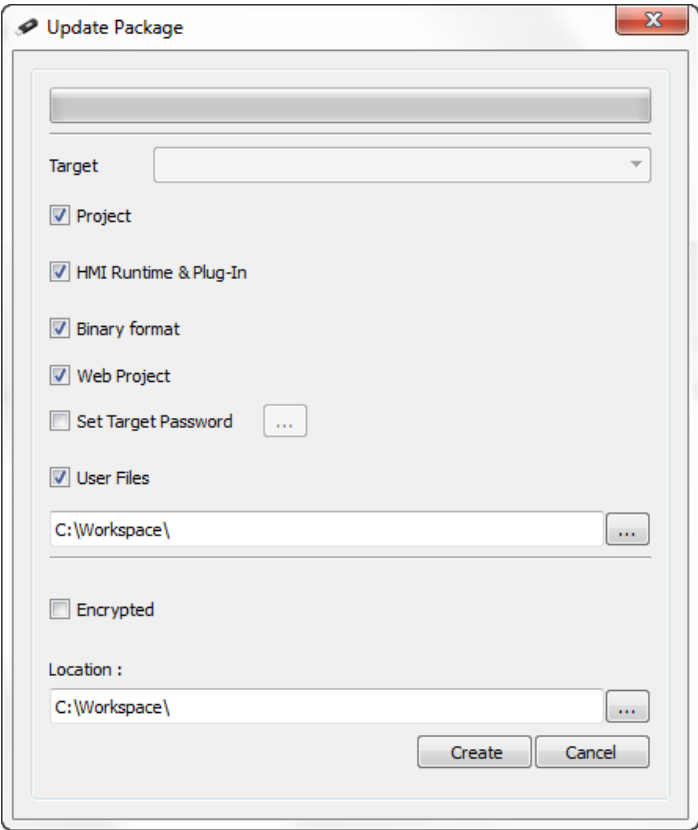 Update Package
Target
Project
HMI Runtime & Plug-In
Binary format
Web Project
Set Target Password ...
User Files
C:\Workspace\ ...
Encrypted
Location :
C:\Workspace\ ...
Create Cancel